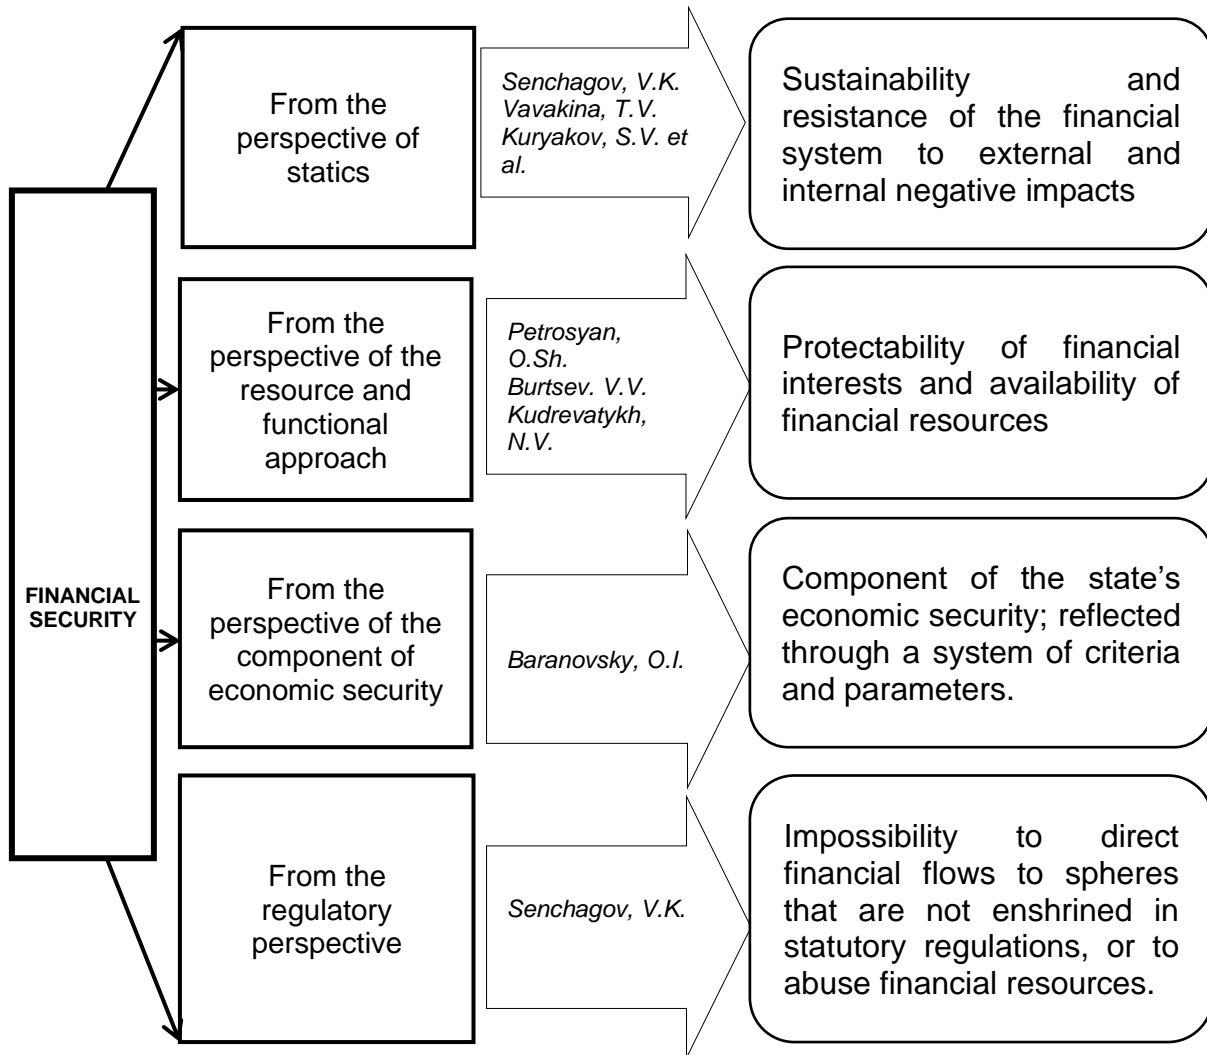 FINANCIAL
SECURITY
From the
perspective of
statics
Senchagov, V.K.
Vavakina, T.V.
Kuryakov, S.V. et
al.
Sustainability and
resistance of the financial
system to external and
internal negative impacts
From the
perspective of the
resource and
functional
approach
Petrosyan,
O.Sh.
Burtsev. V.V.
Kudrevatykh,
N.V.
Protectability of financial
interests and availability of
financial resources
From the
perspective of the
component of
economic security
Baranovsky, O.I.
Component of the state’s
economic security; reflected
through a system of criteria
and parameters.
From the
regulatory
perspective
Senchagov, V.K.
Impossibility to direct
financial flows to spheres
that are not enshrined in
statutory regulations, or to
abuse financial resources.